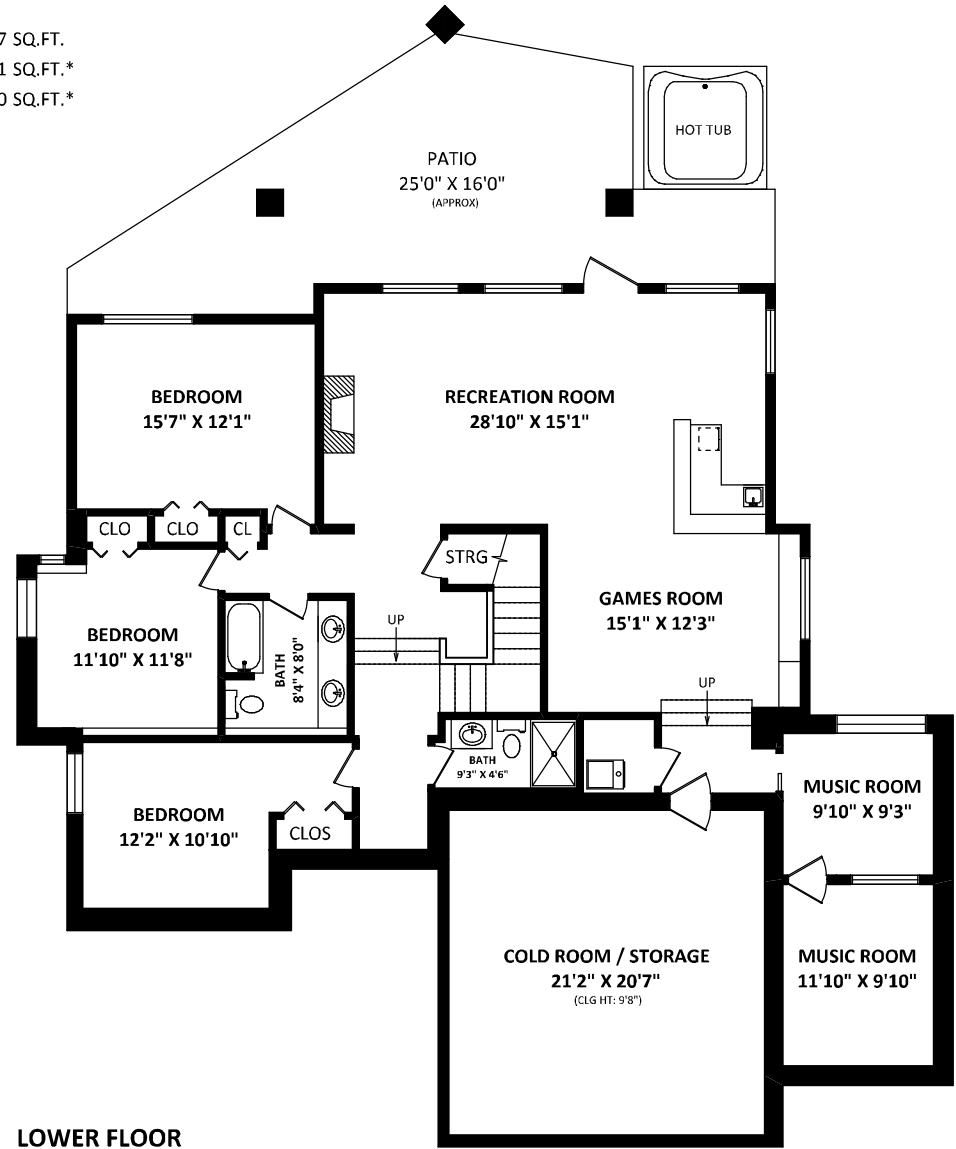 7 SQ.FT.
1 SQ.FT.*
0 SQ.FT.*
HOT TUB
PATIO
25'0" X 16'0"
(APPROX)
BEDROOM
15'7" X 12'1"
RECREATION ROOM
28'10" X 15'1"
CLO
CLO
CL
STRG
BEDROOM
11'10" X 11'8"
BATH
8'4" X 8'0"
UP
GAMES ROOM
15'1" X 12'3"
UP
BATH
9'3" X 4'6"
BEDROOM
12'2" X 10'10"
CLOS
MUSIC ROOM
9'10" X 9'3"
COLD ROOM / STORAGE
21'2" X 20'7"
(CLG HT: 9'8")
MUSIC ROOM
11'10" X 9'10"
LOWER FLOOR